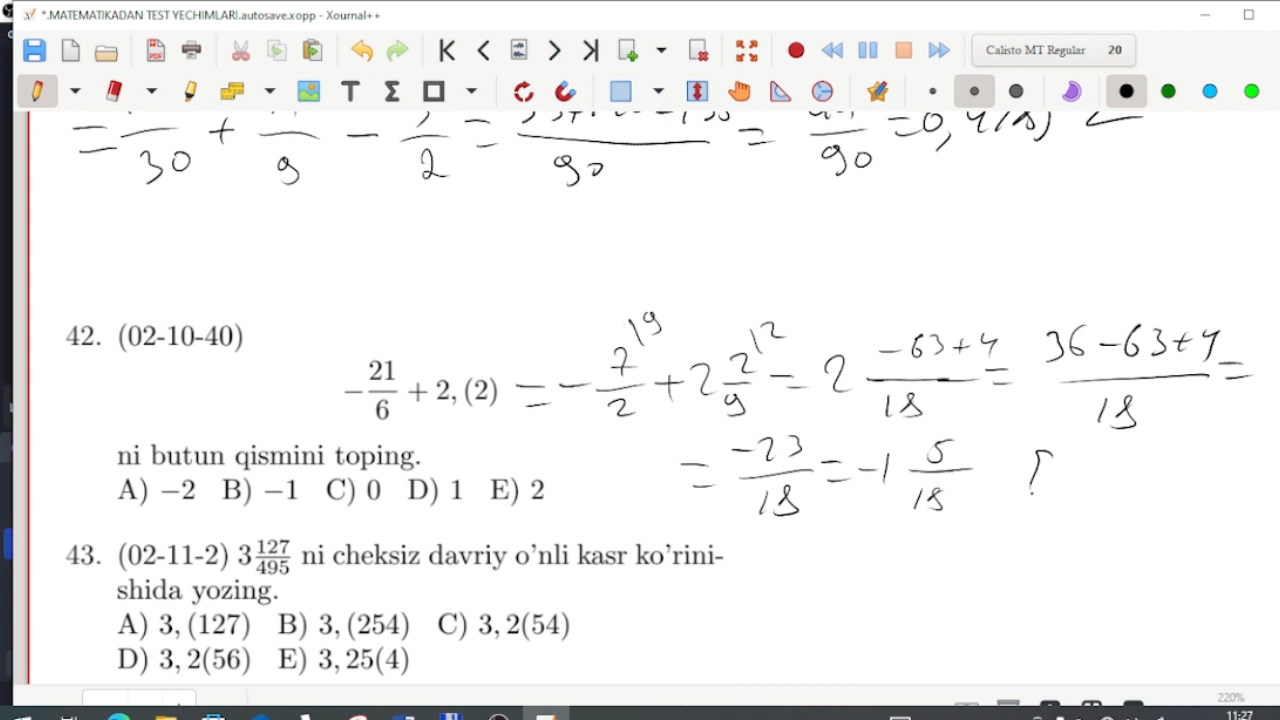 *.MATEMATIKADAN TEST YECHIMLARI.autosave.xopp - Xournal++
Calisto MT Regular 20
30 + 9 - 2 = 90 = 90 =0,4
42. (02-10-40)
-21/6 + 2,(2) = -7/2 + 2 2/9 = 2 -63+4/18 = 36-63+4/18 =
= -23/18 = -1 5/18
ni butun qismini toping.
A) −2 B) −1 C) 0 D) 1 E) 2
43. (02-11-2) 3 127/495 ni cheksiz davriy o'nli kasr ko'rini-
shida yozing.
A) 3,(127) B) 3,(254) C) 3,2(54)
D) 3,2(56) E) 3,25(4)
220%
11:27